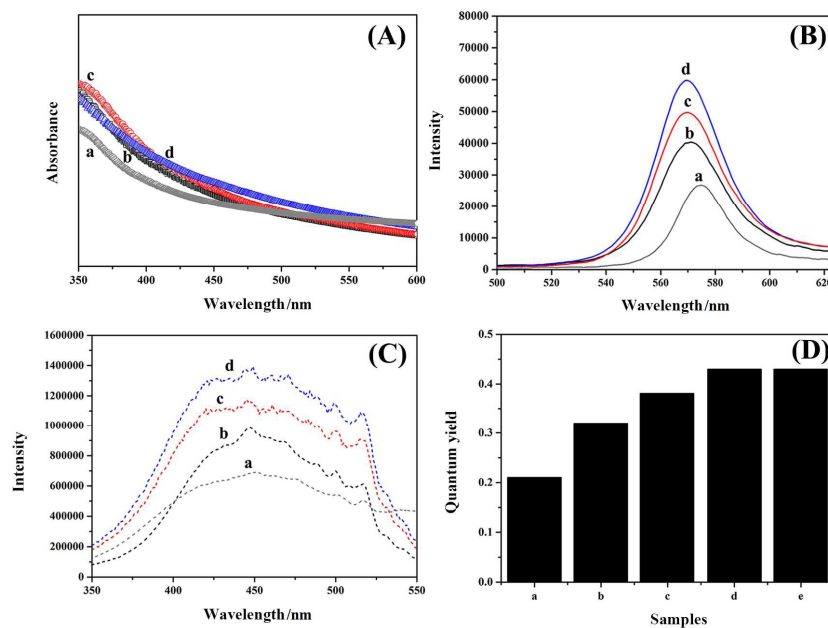 (A)
c
a
b
d
Absorbance
350 400 450 500 550 600
Wavelength/nm
(B)
80000
70000
60000
50000
40000
30000
20000
10000
0
d
c
b
a
Intensity
500 520 540 560 580 600 620
Wavelength/nm
(C)
1600000
1400000
1200000
1000000
800000
600000
400000
200000
0
d
c
b
a
Intensity
350 400 450 500 550
Wavelength/nm
(D)
0.5
0.4
0.3
0.2
0.1
0.0
Quantum yield
a b c d e
Samples